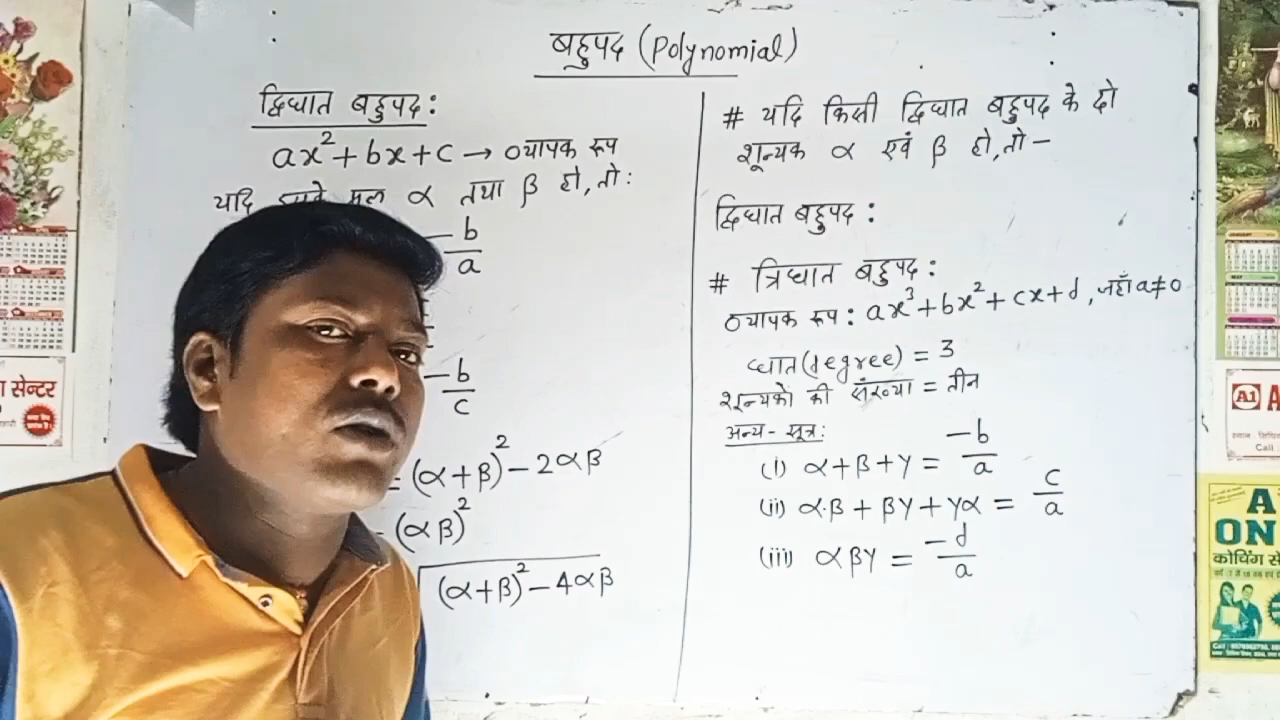 बहुपद (Polynomial)
द्विघात बहुपद:
ax²+bx+c → व्यापक रूप
यदि α तथा β हो, तो:
-b/a
-b/c
= (α+β)² - 2αβ
(αβ)²
√(α+β)² - 4αβ
# यदि किसी द्विघात बहुपद के दो
शून्यक α एवं β हो, तो -
द्विघात बहुपद:
# त्रिघात बहुपद:
व्यापक रूप: ax³+bx²+cx+d, जहाँ a≠0
घात (degree) = 3
शून्यकों की संख्या = तीन
अन्य-सूत्र:
(i) α+β+γ = -b/a
(ii) α.β + βγ + γα = c/a
(iii) αβγ = -d/a
सेन्टर
A1
A
ON
कोचिंग से